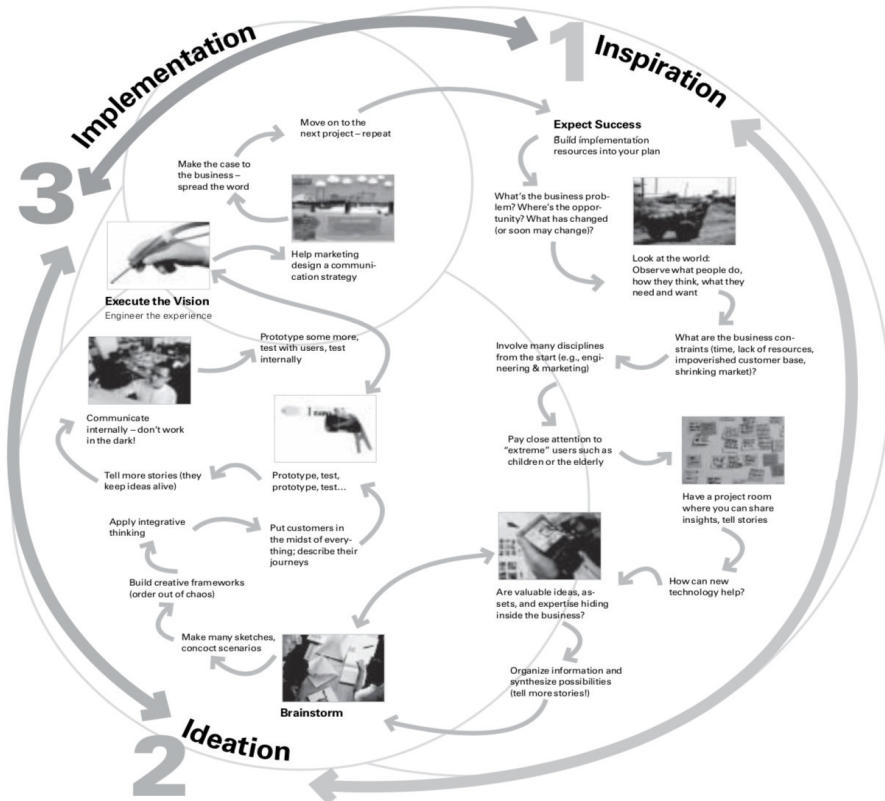 1
Inspiration
Expect Success
Build implementation
resources into your plan
What's the business prob-
lem? Where's the oppor-
tunity? What has changed
(or soon may change)?
Look at the world:
Observe what people do,
how they think, what they
need and want
What are the business con-
straints (time, lack of resources,
impoverished customer base,
shrinking market)?
Involve many disciplines
from the start (e.g., engi-
neering & marketing)
Pay close attention to
"extreme" users such as
children or the elderly
Have a project room
where you can share
insights, tell stories
How can new
technology help?
Are valuable ideas, as-
sets, and expertise hiding
inside the business?
Organize information and
synthesize possibilities
(tell more stories!)
2
Ideation
Brainstorm
Make many sketches,
concoct scenarios
Build creative frameworks
(order out of chaos)
Apply integrative
thinking
Put customers in
the midst of every-
thing; describe their
journeys
Prototype, test,
prototype, test…
Tell more stories (they
keep ideas alive)
Communicate
internally – don't work
in the dark!
Prototype some more,
test with users, test
internally
3
Implementation
Execute the Vision
Engineer the experience
Help marketing
design a communi-
cation strategy
Make the case to
the business –
spread the word
Move on to the
next project – repeat